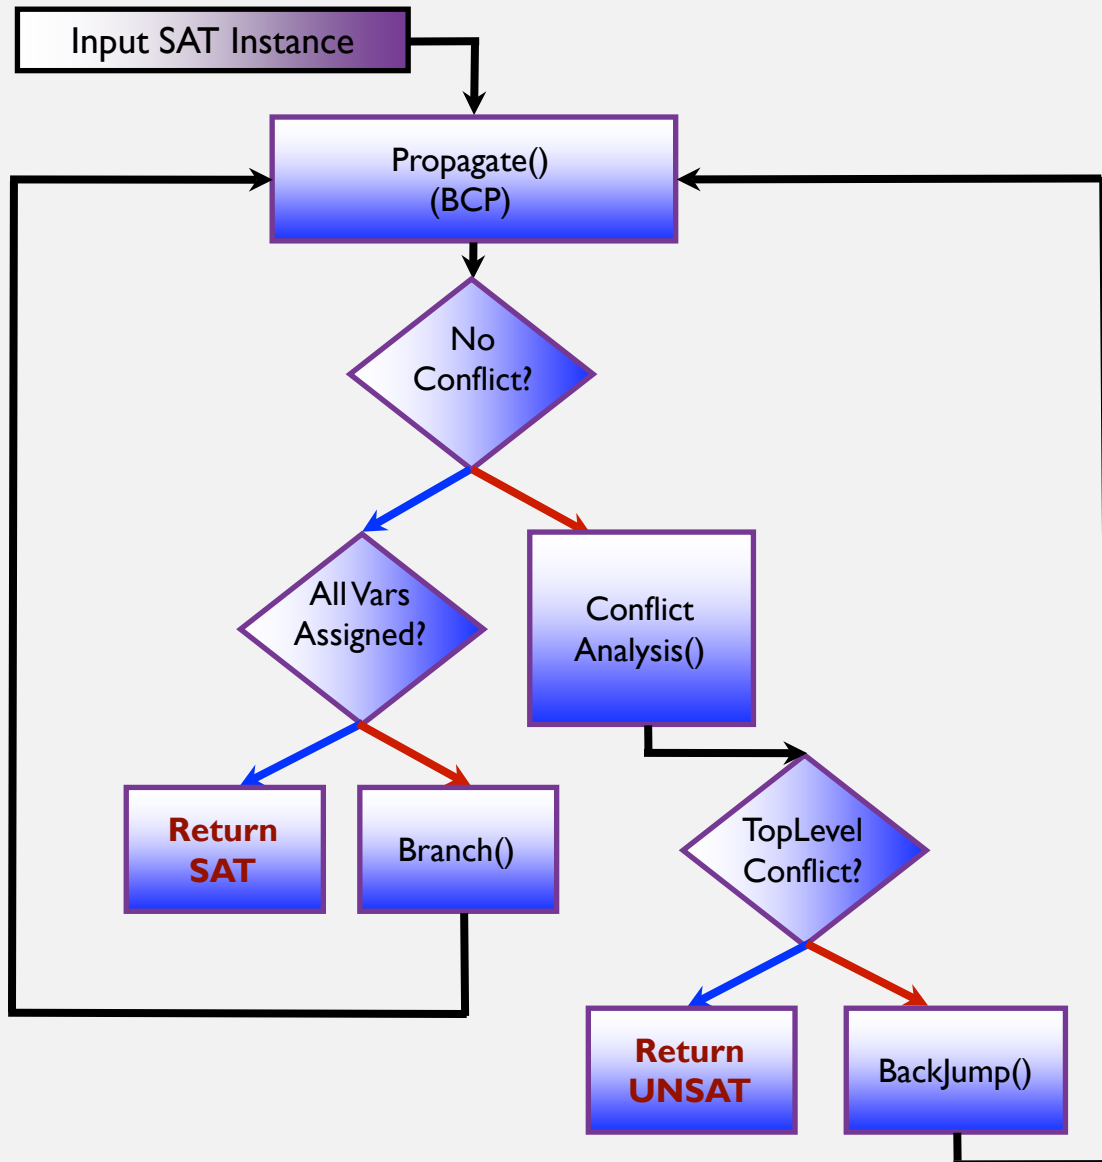 Input SAT Instance
Propagate()
(BCP)
No
Conflict?
All Vars
Assigned?
Conflict
Analysis()
Return
SAT
Branch()
TopLevel
Conflict?
Return
UNSAT
BackJump()